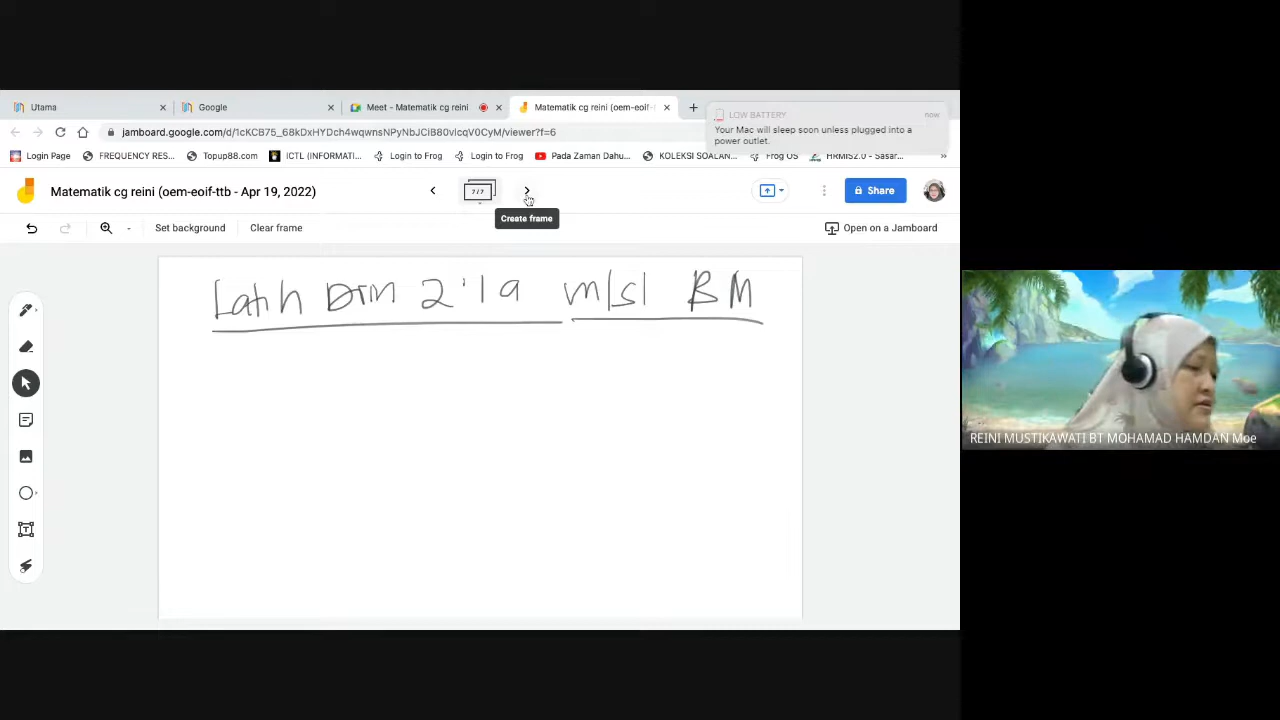 Utama
Google
Meet - Matematik cg reini
Matematik cg reini (oem-eoif-
LOW BATTERY
now
Your Mac will sleep soon unless plugged into a
power outlet.
jamboard.google.com/d/1cKCB75_68kDxHYDch4wqwnsNPyNbJCiB80vlcqV0CyM/viewer?f=6
Login Page
FREQUENCY RES...
Topup88.com
ICTL (INFORMATI...
Login to Frog
Login to Frog
Pada Zaman Dahu...
KOLEKSI SOALAN...
Frog OS
HRMIS2.0 - Sasar...
»
Matematik cg reini (oem-eoif-ttb - Apr 19, 2022)
7/7
Share
Create frame
Set background
Clear frame
Open on a Jamboard
Latih 2.1a m/s BM
REINI MUSTIKAWATI BT MOHAMAD HAMDAN Moe